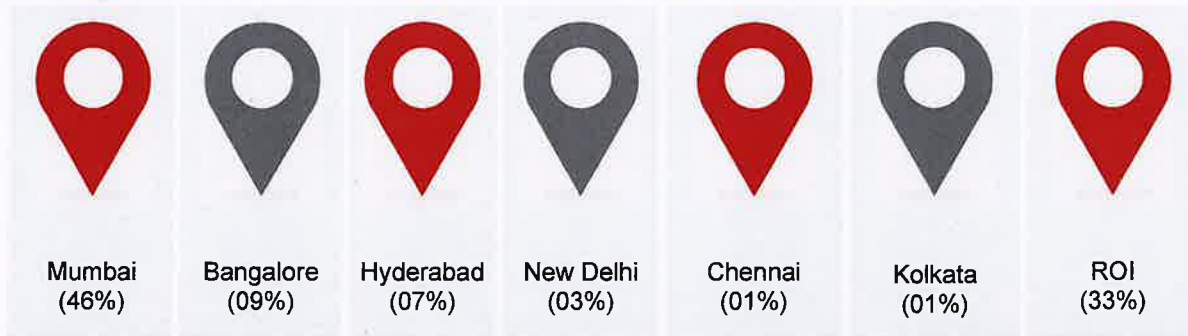 Mumbai
(46%)
Bangalore
(09%)
Hyderabad
(07%)
New Delhi
(03%)
Chennai
(01%)
Kolkata
(01%)
ROI
(33%)